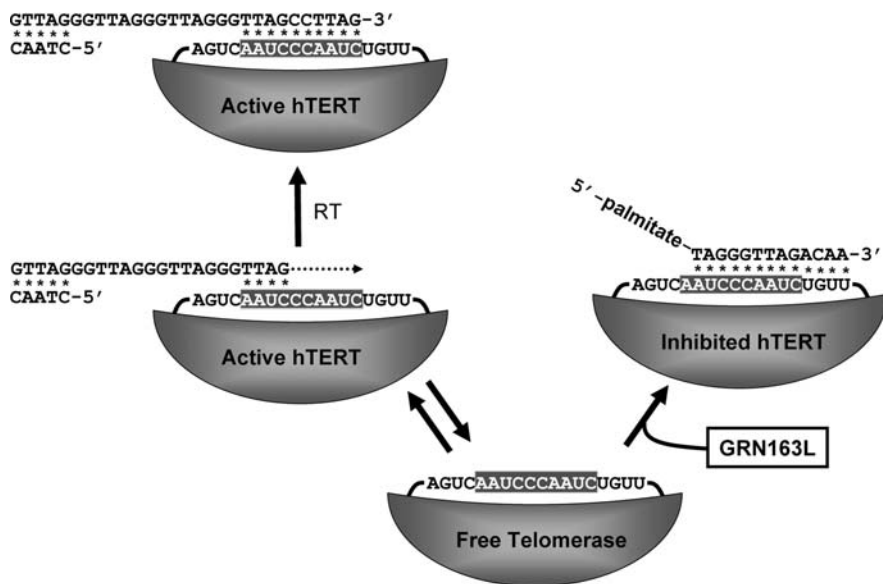 GTTAGGGTTAGGGTTAGGGTTAGCCTTAG-3′
**********
CAATC-5′
AGUCAAUCCCAAUCUGUU
Active hTERT
RT
GTTAGGGTTAGGGTTAGGGTTAG
CAATC-5′
AGUCAAUCCCAAUCUGUU
Active hTERT
5′-palmitate-
TAGGGTTAGACAA-3′
AGUCAAUCCCAAUCUGUU
Inhibited hTERT
GRN163L
AGUCAAUCCCAAUCUGUU
Free Telomerase